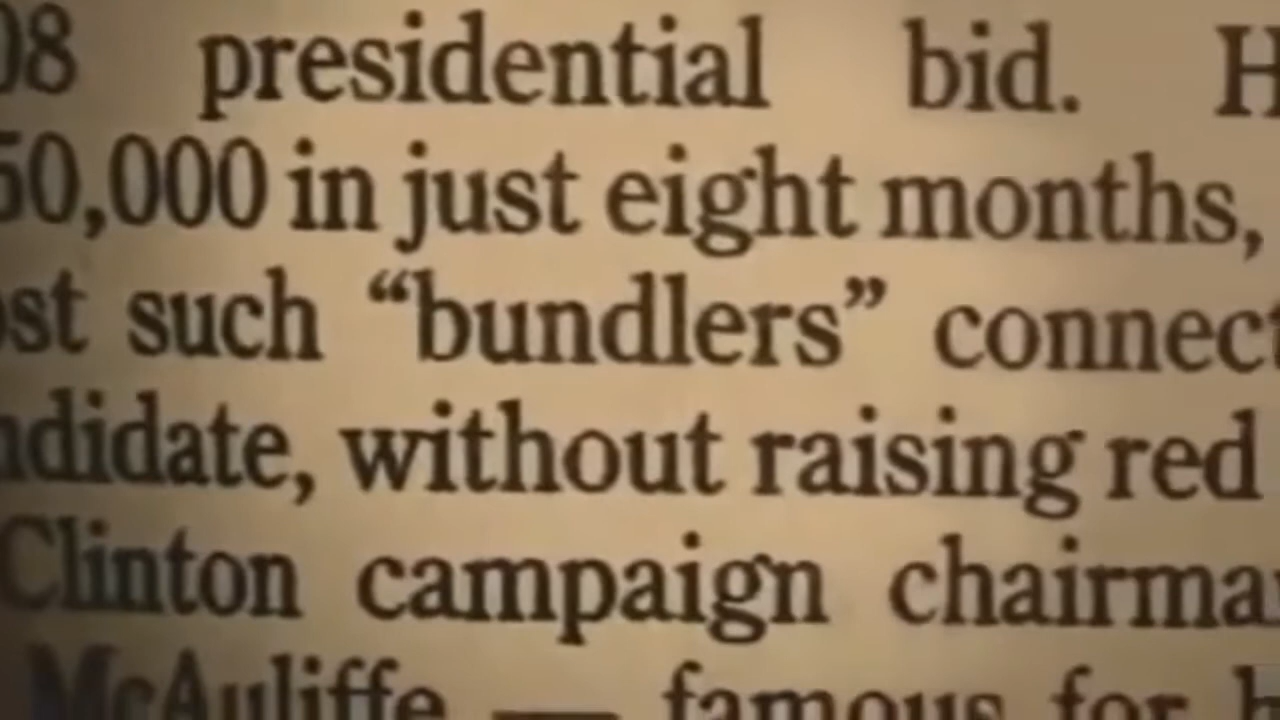 08 presidential bid. H
50,000 in just eight months,
ost such “bundlers” connect
ndidate, without raising red
Clinton campaign chairma
McAuliffe — famous for h